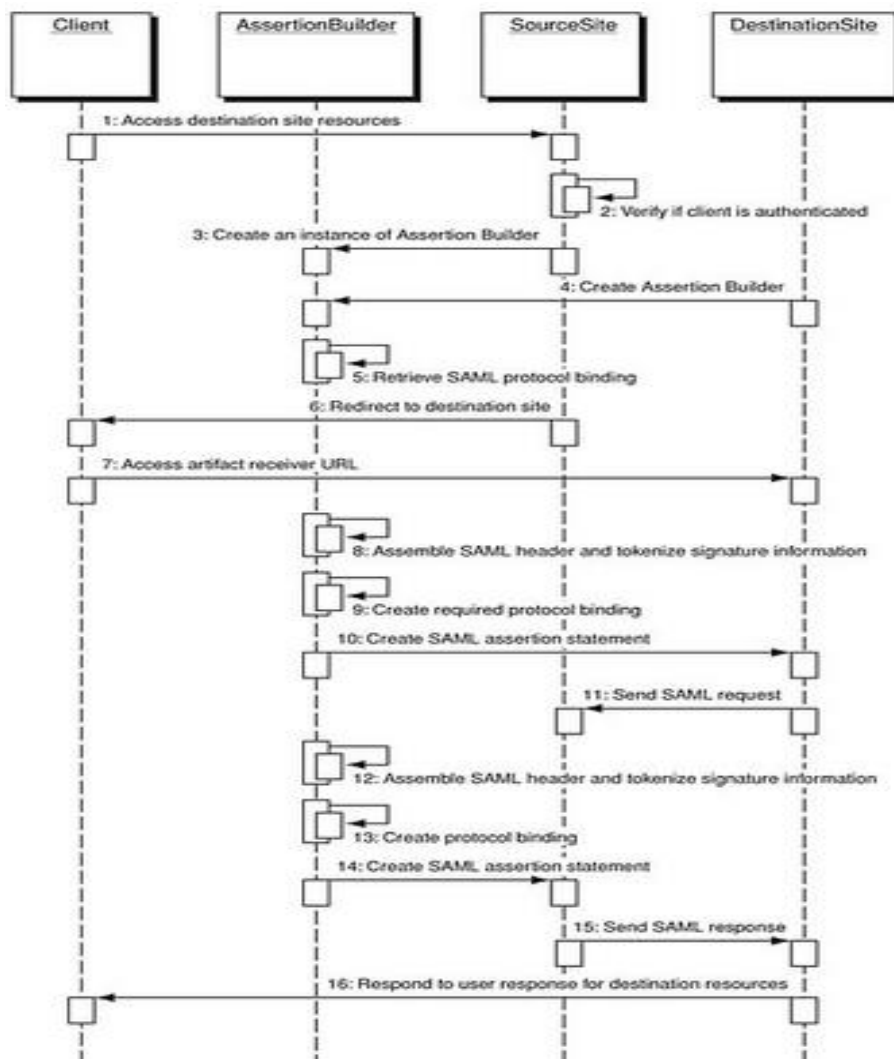 Client
AssertionBuilder
SourceSite
DestinationSite
1: Access destination site resources
2: Verify if client is authenticated
3: Create an instance of Assertion Builder
4: Create Assertion Builder
5: Retrieve SAML protocol binding
6: Redirect to destination site
7: Access artifact receiver URL
8: Assemble SAML header and tokenize signature information
9: Create required protocol binding
10: Create SAML assertion statement
11: Send SAML request
12: Assemble SAML header and tokenize signature information
13: Create protocol binding
14: Create SAML assertion statement
15: Send SAML response
16: Respond to user response for destination resources